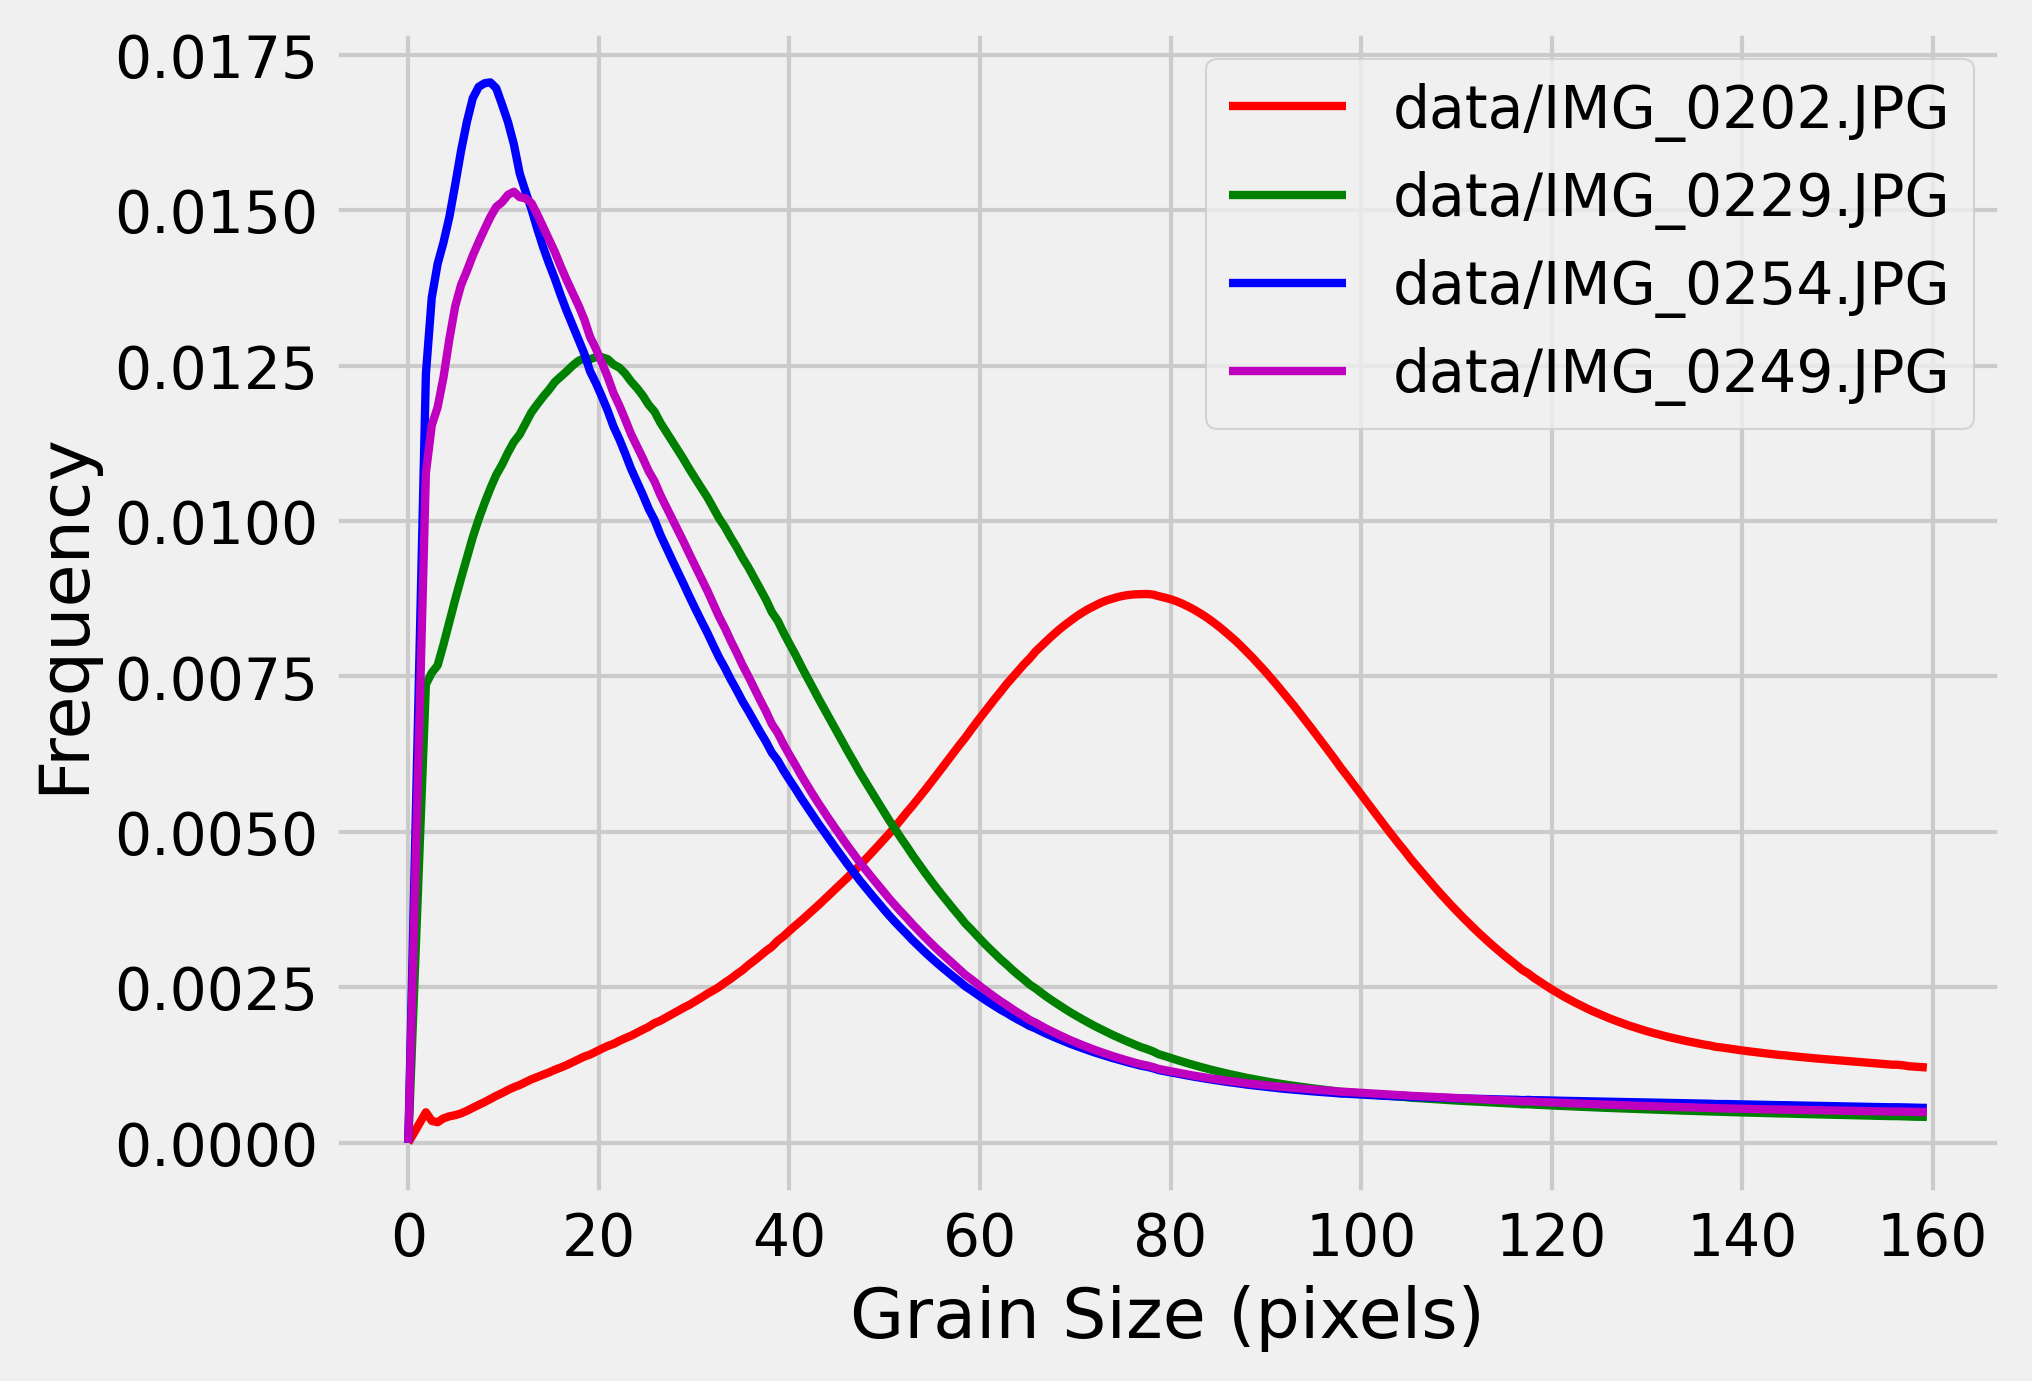 0.0175
0.0150
0.0125
0.0100
0.0075
0.0050
0.0025
0.0000
Frequency
data/IMG_0202.JPG
data/IMG_0229.JPG
data/IMG_0254.JPG
data/IMG_0249.JPG
0 20 40 60 80 100 120 140 160
Grain Size (pixels)